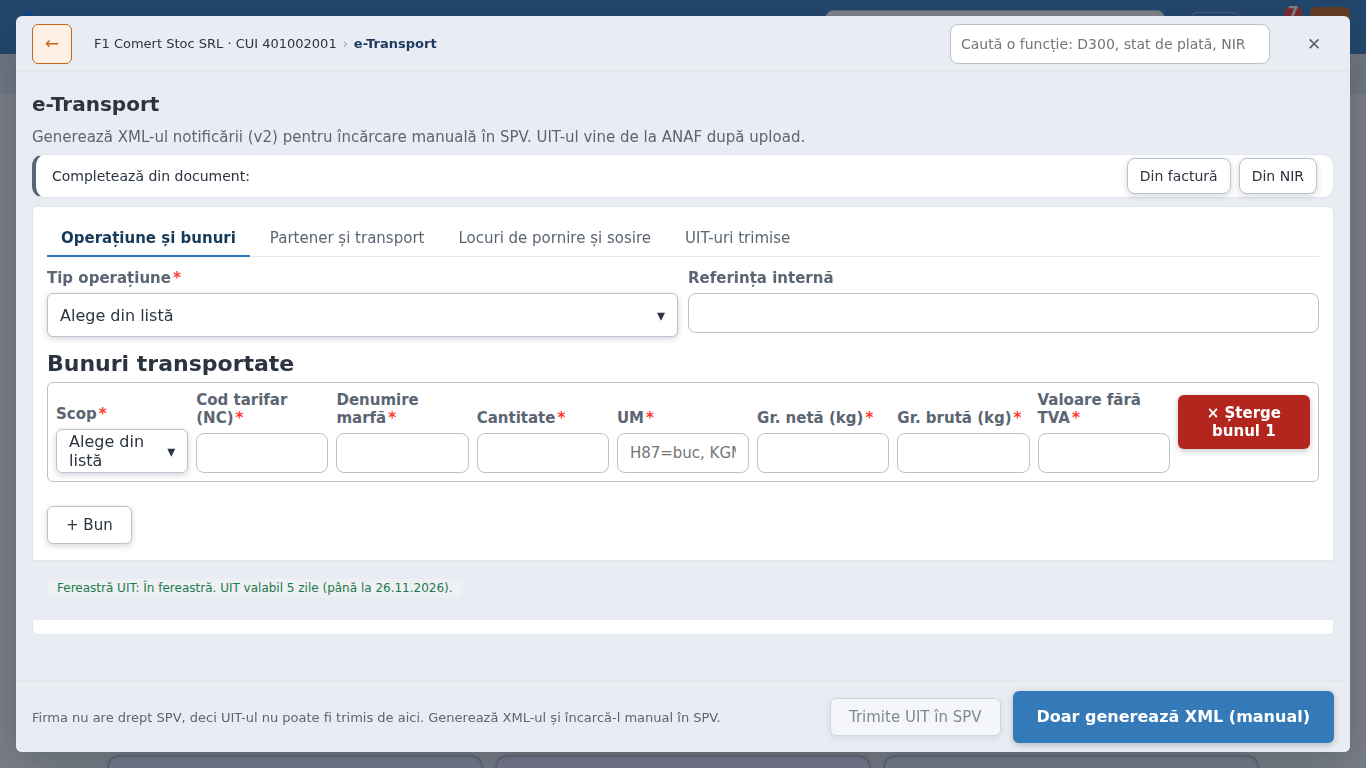 7
←
F1 Comert Stoc SRL · CUI 401002001 › e-Transport
Caută o funcție: D300, stat de plată, NIR
✕
e-Transport
Generează XML-ul notificării (v2) pentru încărcare manuală în SPV. UIT-ul vine de la ANAF după upload.
Completează din document:
Din factură
Din NIR
Operațiune și bunuri
Partener și transport
Locuri de pornire și sosire
UIT-uri trimise
Tip operațiune*
Referința internă
Alege din listă ▼
Bunuri transportate
Scop*
Cod tarifar (NC)*
Denumire marfă*
Cantitate*
UM*
Gr. netă (kg)*
Gr. brută (kg)*
Valoare fără TVA*
× Șterge bunul 1
Alege din listă ▼
H87=buc, KGM
+ Bun
Fereastră UIT: În fereastră. UIT valabil 5 zile (până la 26.11.2026).
Firma nu are drept SPV, deci UIT-ul nu poate fi trimis de aici. Generează XML-ul și încarcă-l manual în SPV.
Trimite UIT în SPV
Doar generează XML (manual)